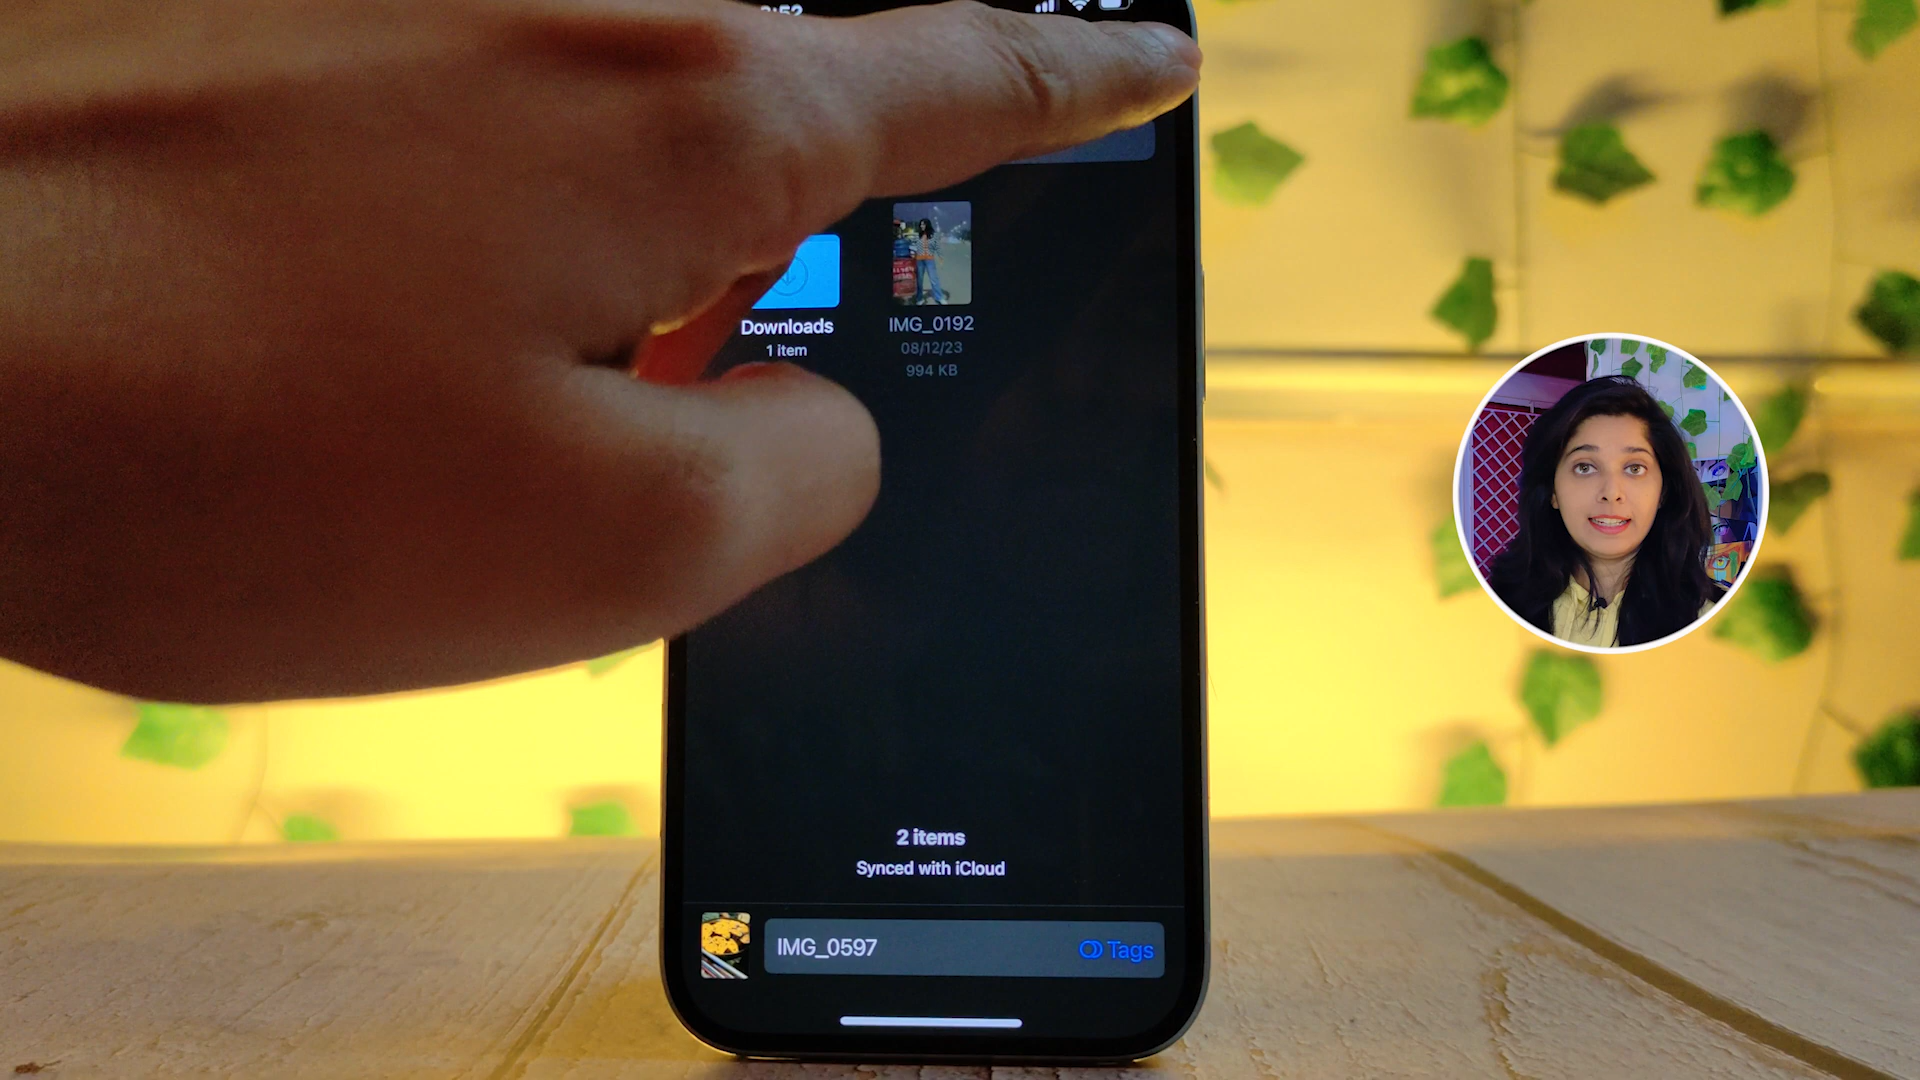 Downloads
1 item
IMG_0192
08/12/23
994 KB
2 items
Synced with iCloud
IMG_0597
Tags